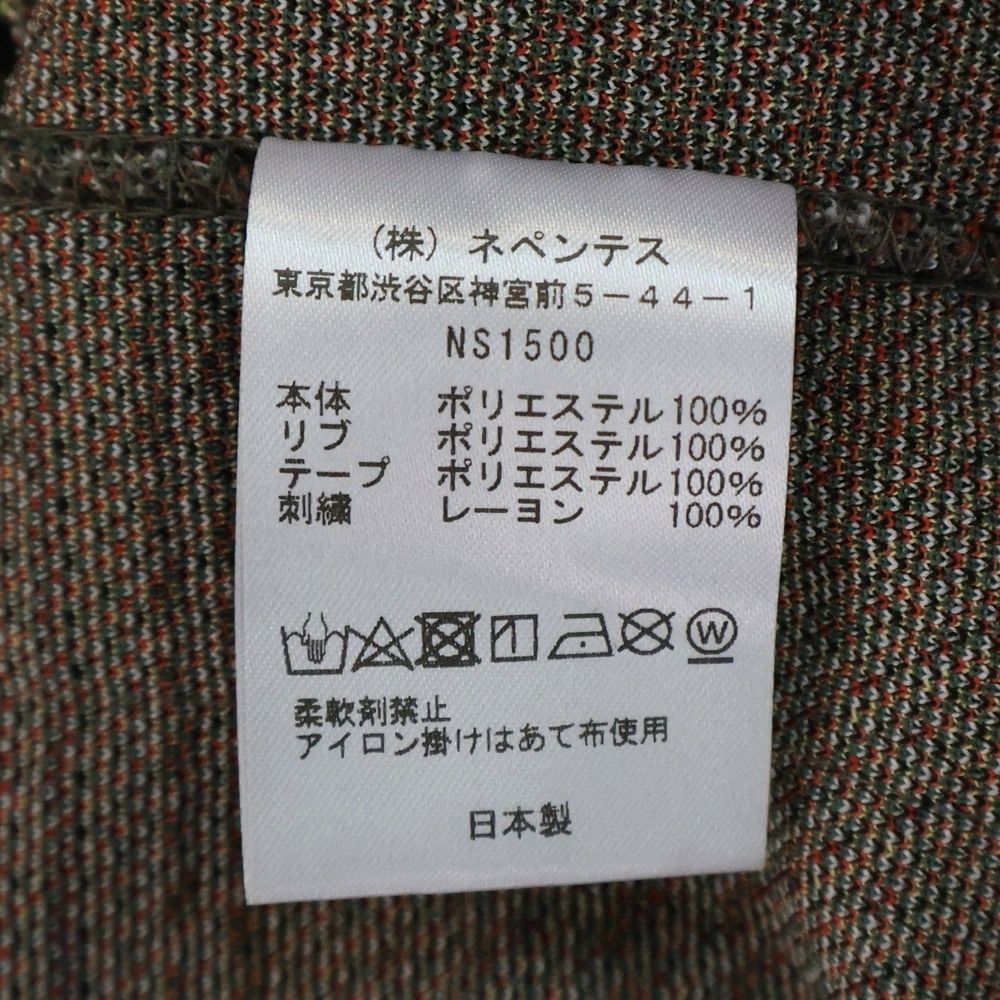 （株）ネペンテス
東京都渋谷区神宮前５－４４－１
NS1500
本体 ポリエステル100%
リブ ポリエステル100%
テープ ポリエステル100%
刺繍 レーヨン 100%
W
柔軟剤禁止
アイロン掛けはあて布使用
日本製